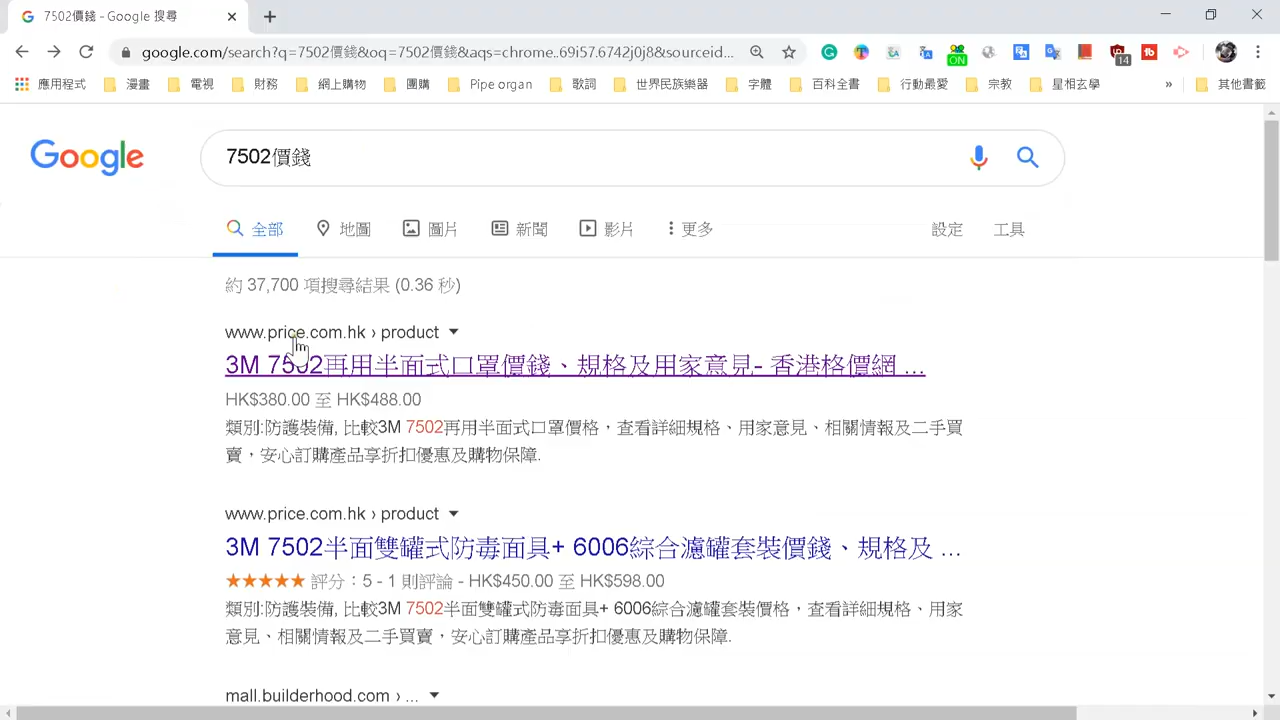 7502價錢 - Google 搜尋
google.com/search?q=7502價錢&oq=7502價錢&aqs=chrome..69i57.6742j0j8&sourceid...
ON
14
應用程式 漫畫 電視 財務 網上購物 團購 Pipe organ 歌詞 世界民族樂器 字體 百科全書 行動最愛 宗教 星相玄學 » 其他書籤
Google
7502價錢
全部 地圖 圖片 新聞 影片 更多 設定 工具
約 37,700 項搜尋結果 (0.36 秒)
www.price.com.hk › product
3M 7502再用半面式口罩價錢、規格及用家意見- 香港格價網 ...
HK$380.00 至 HK$488.00
類別:防護裝備, 比較3M 7502再用半面式口罩價格，查看詳細規格、用家意見、相關情報及二手買
賣，安心訂購產品享折扣優惠及購物保障.
www.price.com.hk › product
3M 7502半面雙罐式防毒面具+ 6006綜合濾罐套裝價錢、規格及 ...
★★★★★ 評分：5 - 1 則評論 - HK$450.00 至 HK$598.00
類別:防護裝備, 比較3M 7502半面雙罐式防毒面具+ 6006綜合濾罐套裝價格，查看詳細規格、用家
意見、相關情報及二手買賣，安心訂購產品享折扣優惠及購物保障.
mall.builderhood.com › ...